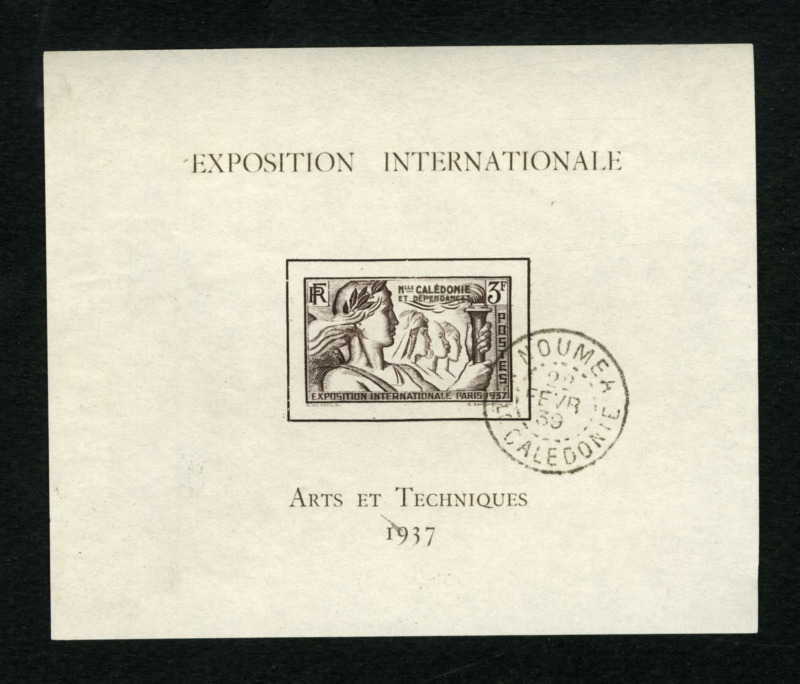 EXPOSITION INTERNATIONALE
RF
Nlle CALÉDONIE
ET DÉPENDANCES
3F
POSTES
EXPOSITION INTERNATIONALE PARIS 1937
NOUMEA
FEVR
39
CALEDONIE
ARTS ET TECHNIQUES
1937